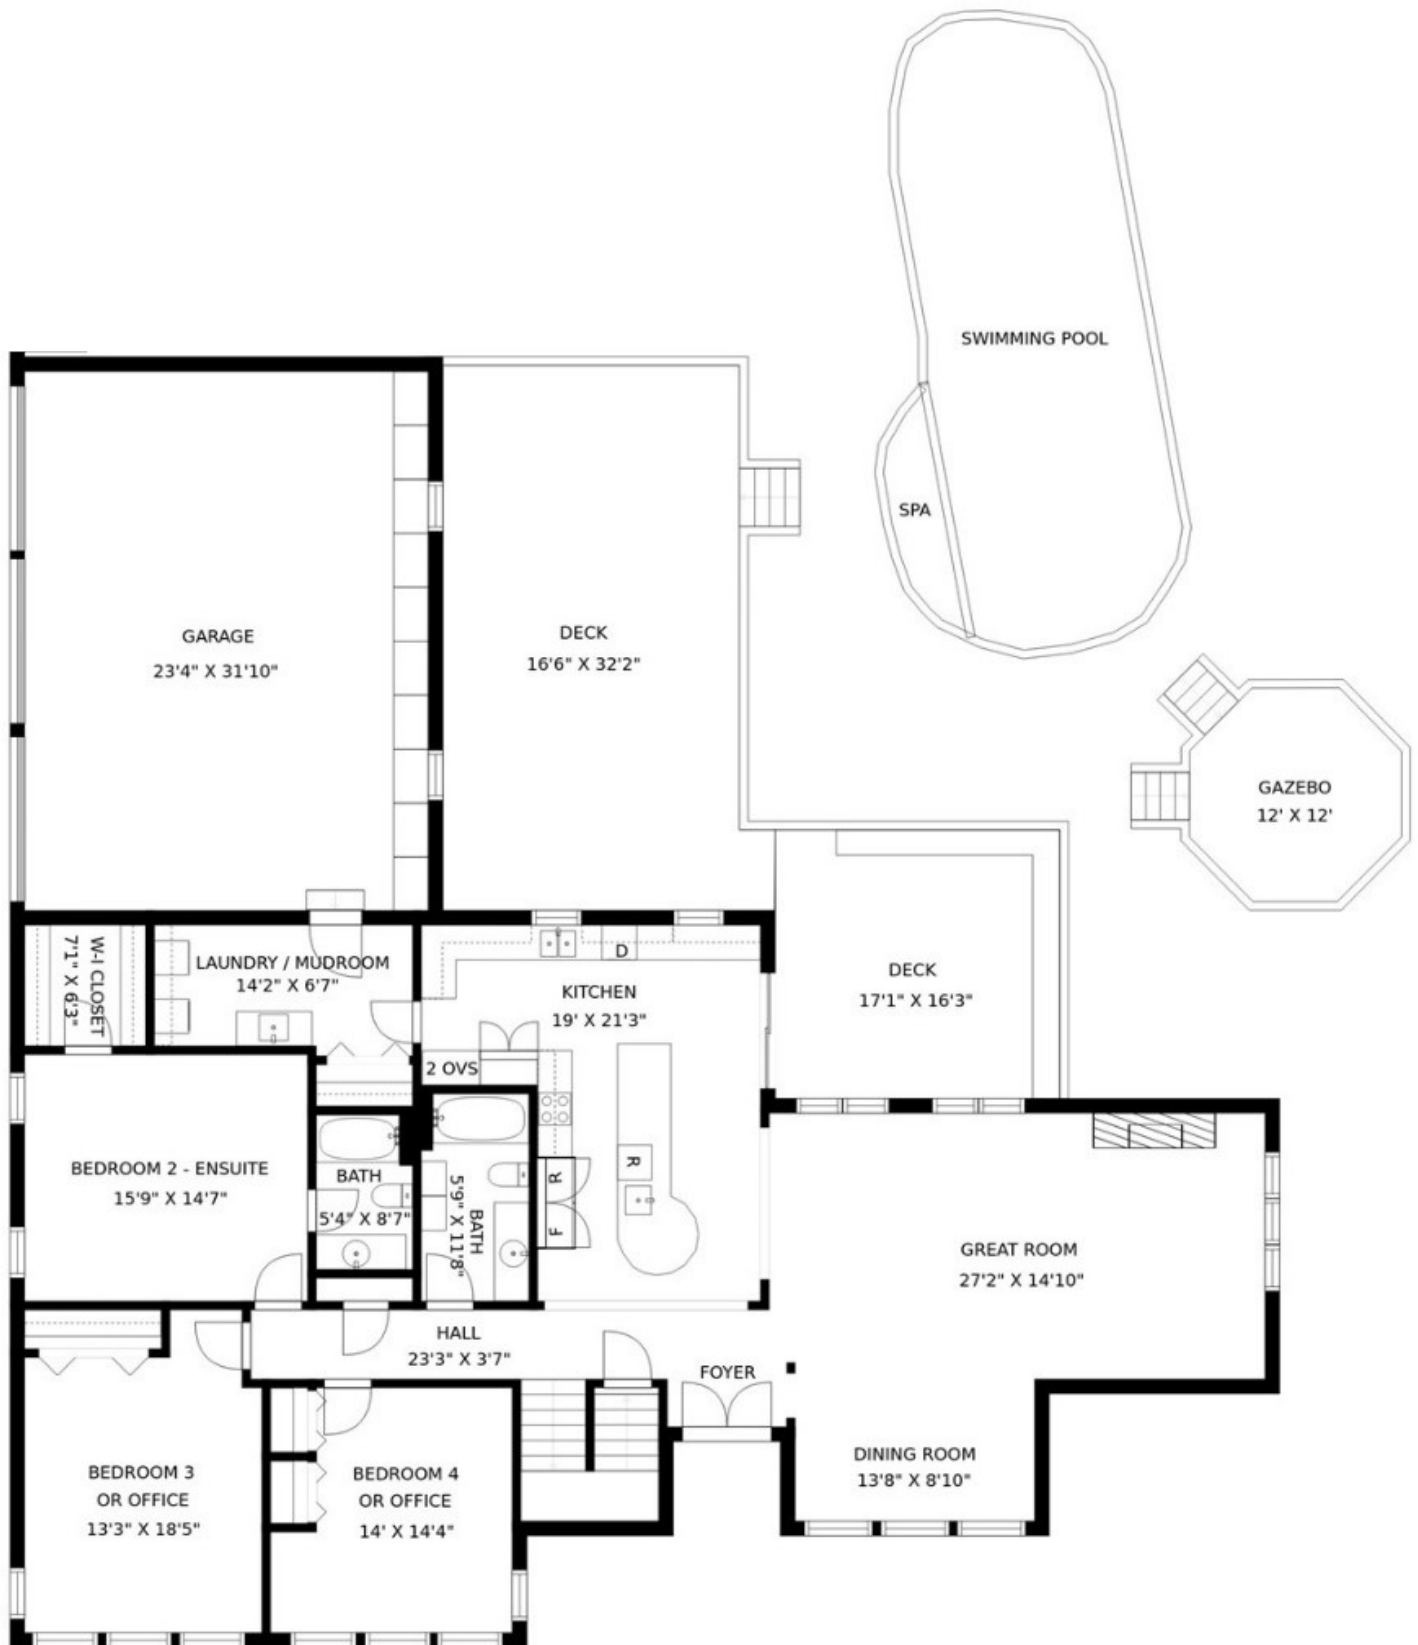 SWIMMING POOL
SPA
GARAGE
23'4" X 31'10"
DECK
16'6" X 32'2"
GAZEBO
12' X 12'
W-I CLOSET
7'1" X 6'3"
LAUNDRY / MUDROOM
14'2" X 6'7"
D
KITCHEN
19' X 21'3"
DECK
17'1" X 16'3"
2 OVS
BEDROOM 2 - ENSUITE
15'9" X 14'7"
BATH
5'4" X 8'7"
BATH
5'9" X 11'8"
R
F
R
GREAT ROOM
27'2" X 14'10"
HALL
23'3" X 3'7"
FOYER
DINING ROOM
13'8" X 8'10"
BEDROOM 3
OR OFFICE
13'3" X 18'5"
BEDROOM 4
OR OFFICE
14' X 14'4"